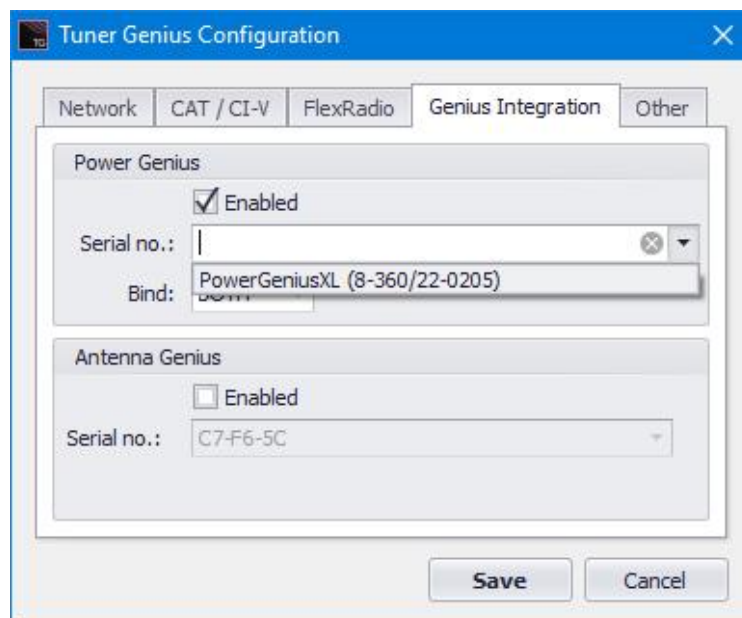 Tuner Genius Configuration
Network CAT / CI-V FlexRadio Genius Integration Other
Power Genius
Enabled
Serial no.:
PowerGeniusXL (8-360/22-0205)
Bind:
Antenna Genius
Enabled
Serial no.: C7-F6-5C
Save Cancel